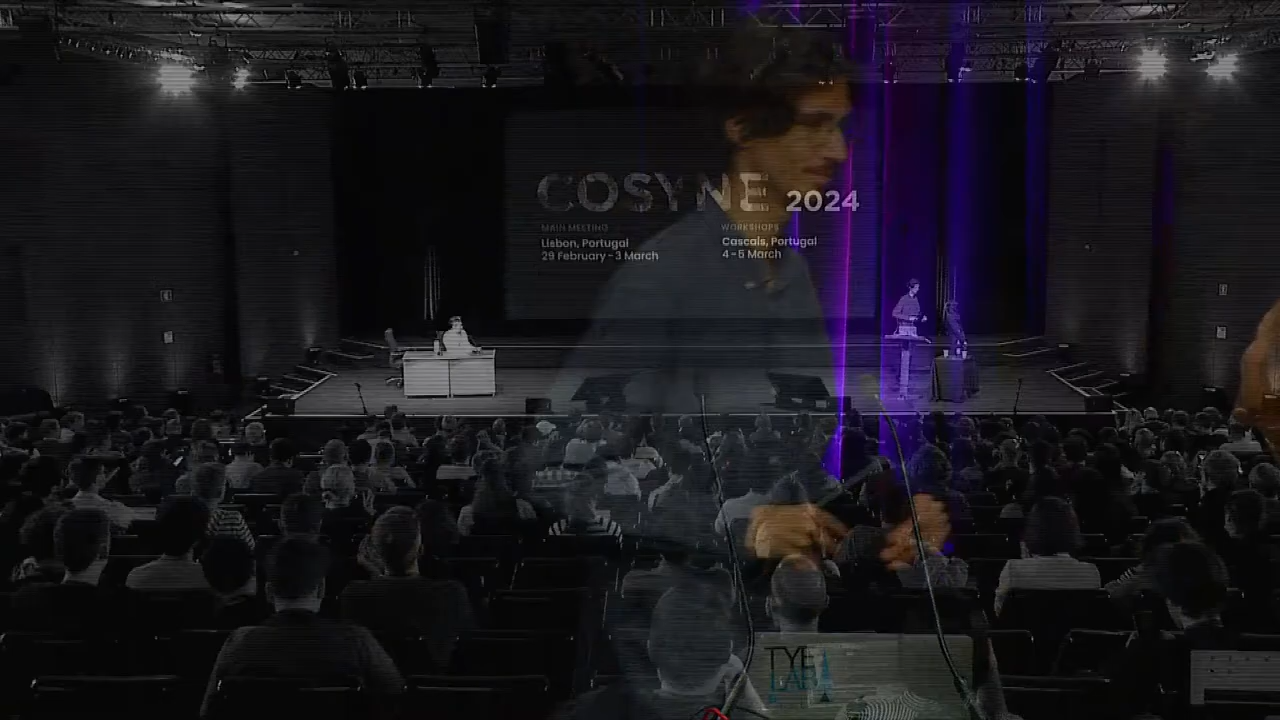 COSYNE 2024
MAIN MEETING
Lisbon, Portugal
29 February - 3 March
WORKSHOPS
Cascais, Portugal
4-5 March
TYE
LAB